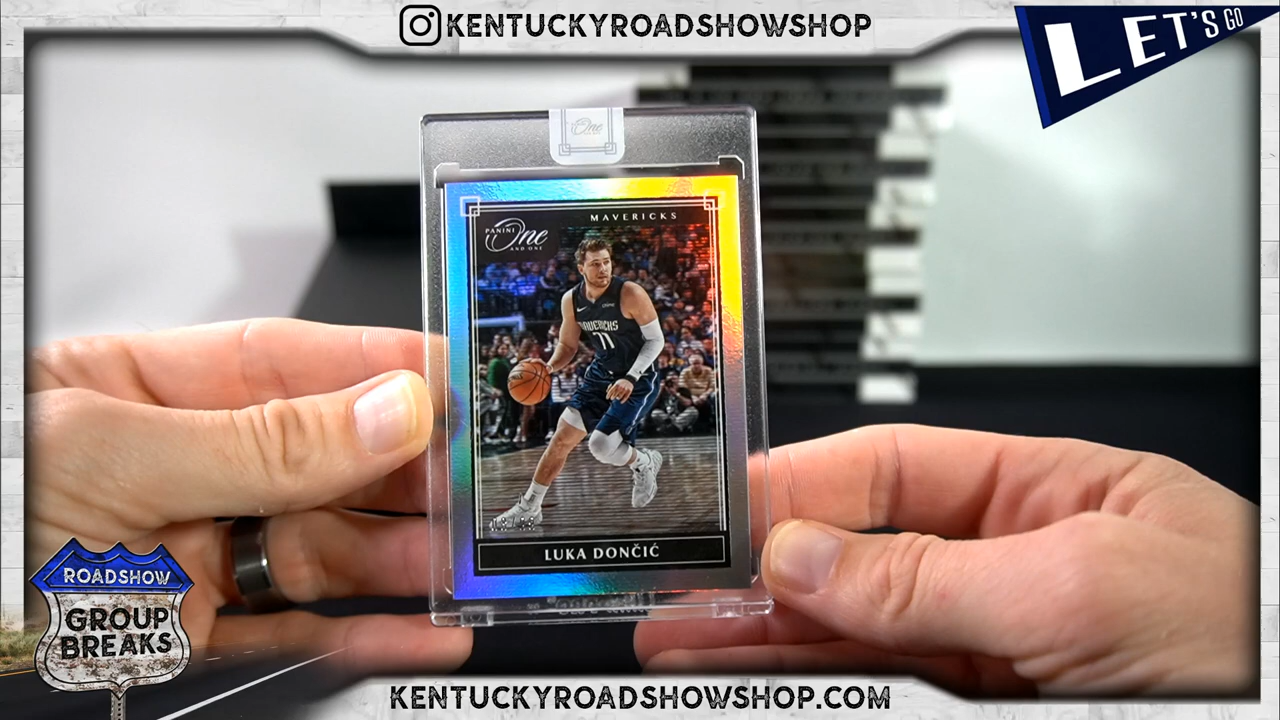 KENTUCKYROADSHOWSHOP
LET'S GO
One
MAVERICKS
PANINI One
AND ONE
MAVERICKS
77
LUKA DONČIĆ
ROADSHOW
GROUP
BREAKS
KENTUCKYROADSHOWSHOP.COM